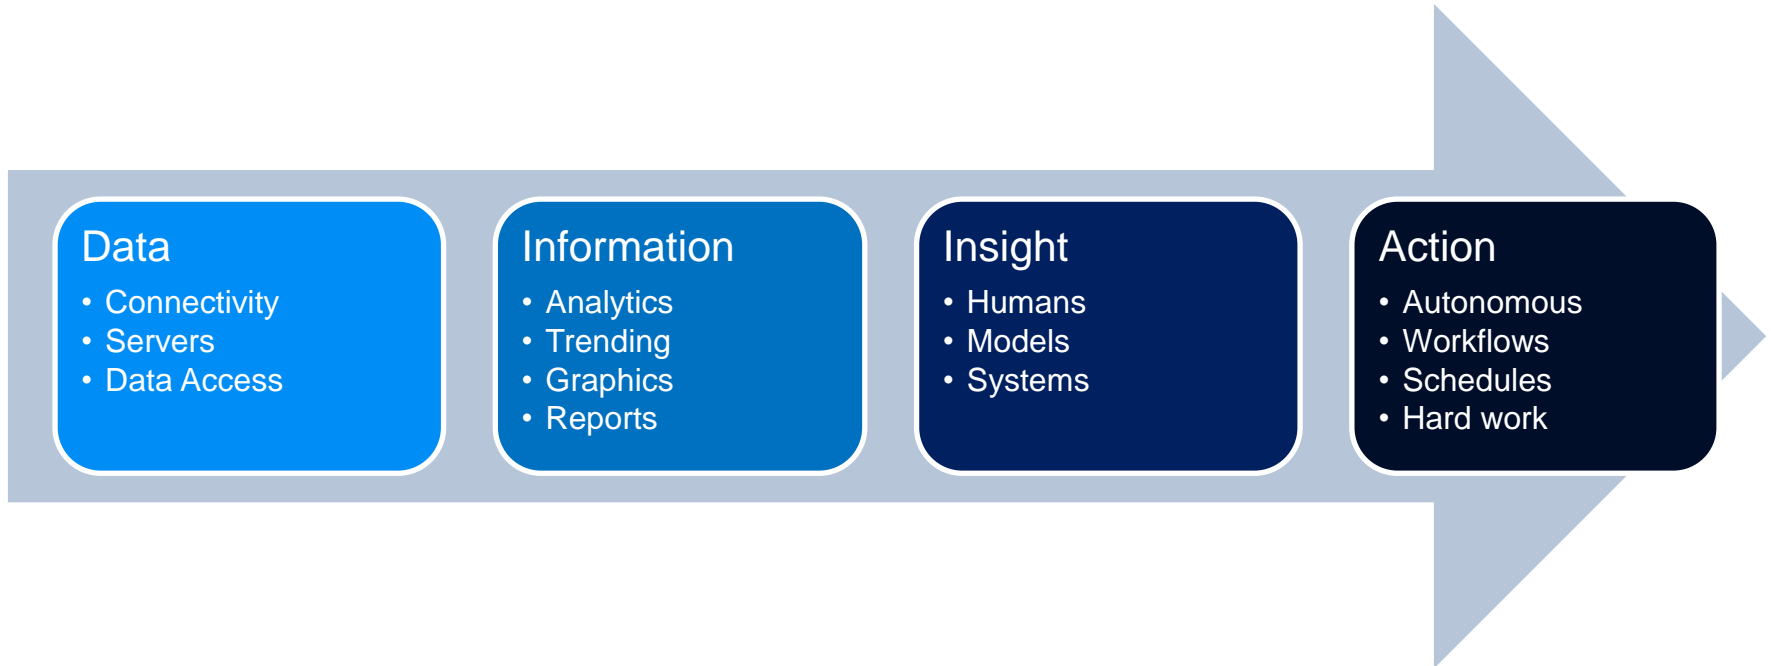 Data
• Connectivity
• Servers
• Data Access
Information
• Analytics
• Trending
• Graphics
• Reports
Insight
• Humans
• Models
• Systems
Action
• Autonomous
• Workflows
• Schedules
• Hard work